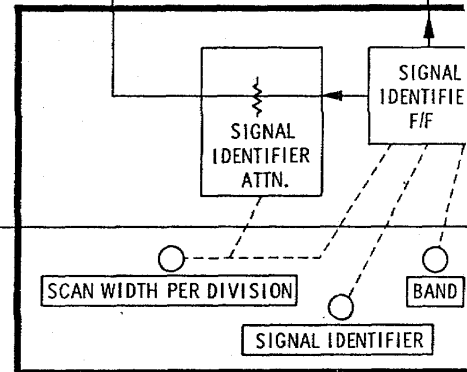 SIGNAL
IDENTIFIE
F/F
SIGNAL
IDENTIFIER
ATTN.
SCAN WIDTH PER DIVISION
BAND
SIGNAL IDENTIFIER